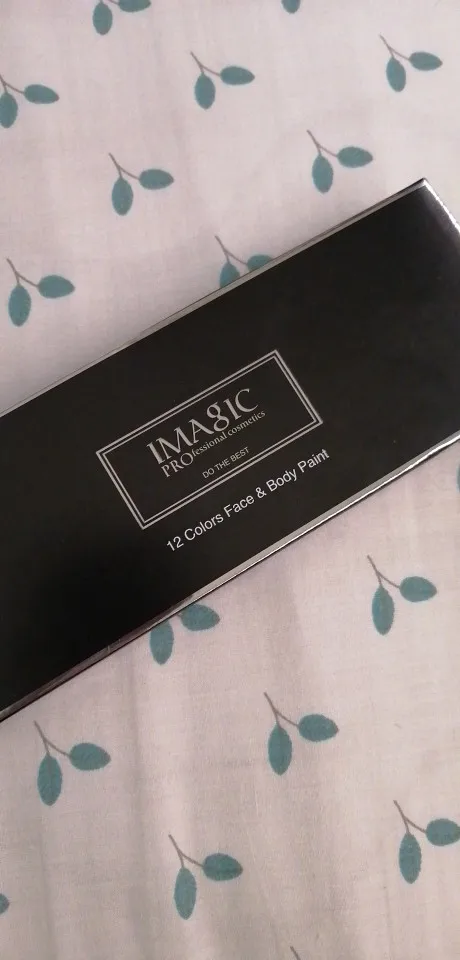 IMAGIC
PROfessional cosmetics
DO THE BEST
12 Colors Face & Body Paint